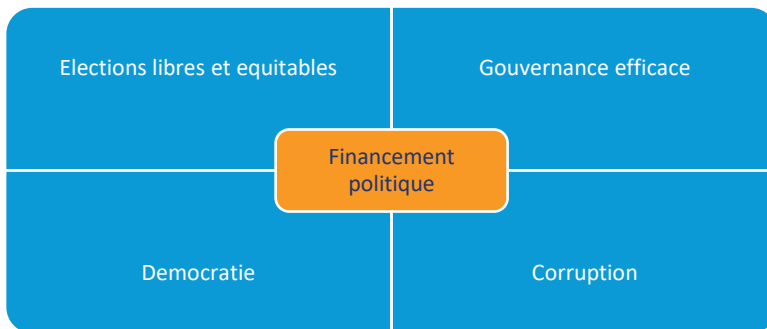 Elections libres et equitables
Gouvernance efficace
Financement
politique
Democratie
Corruption